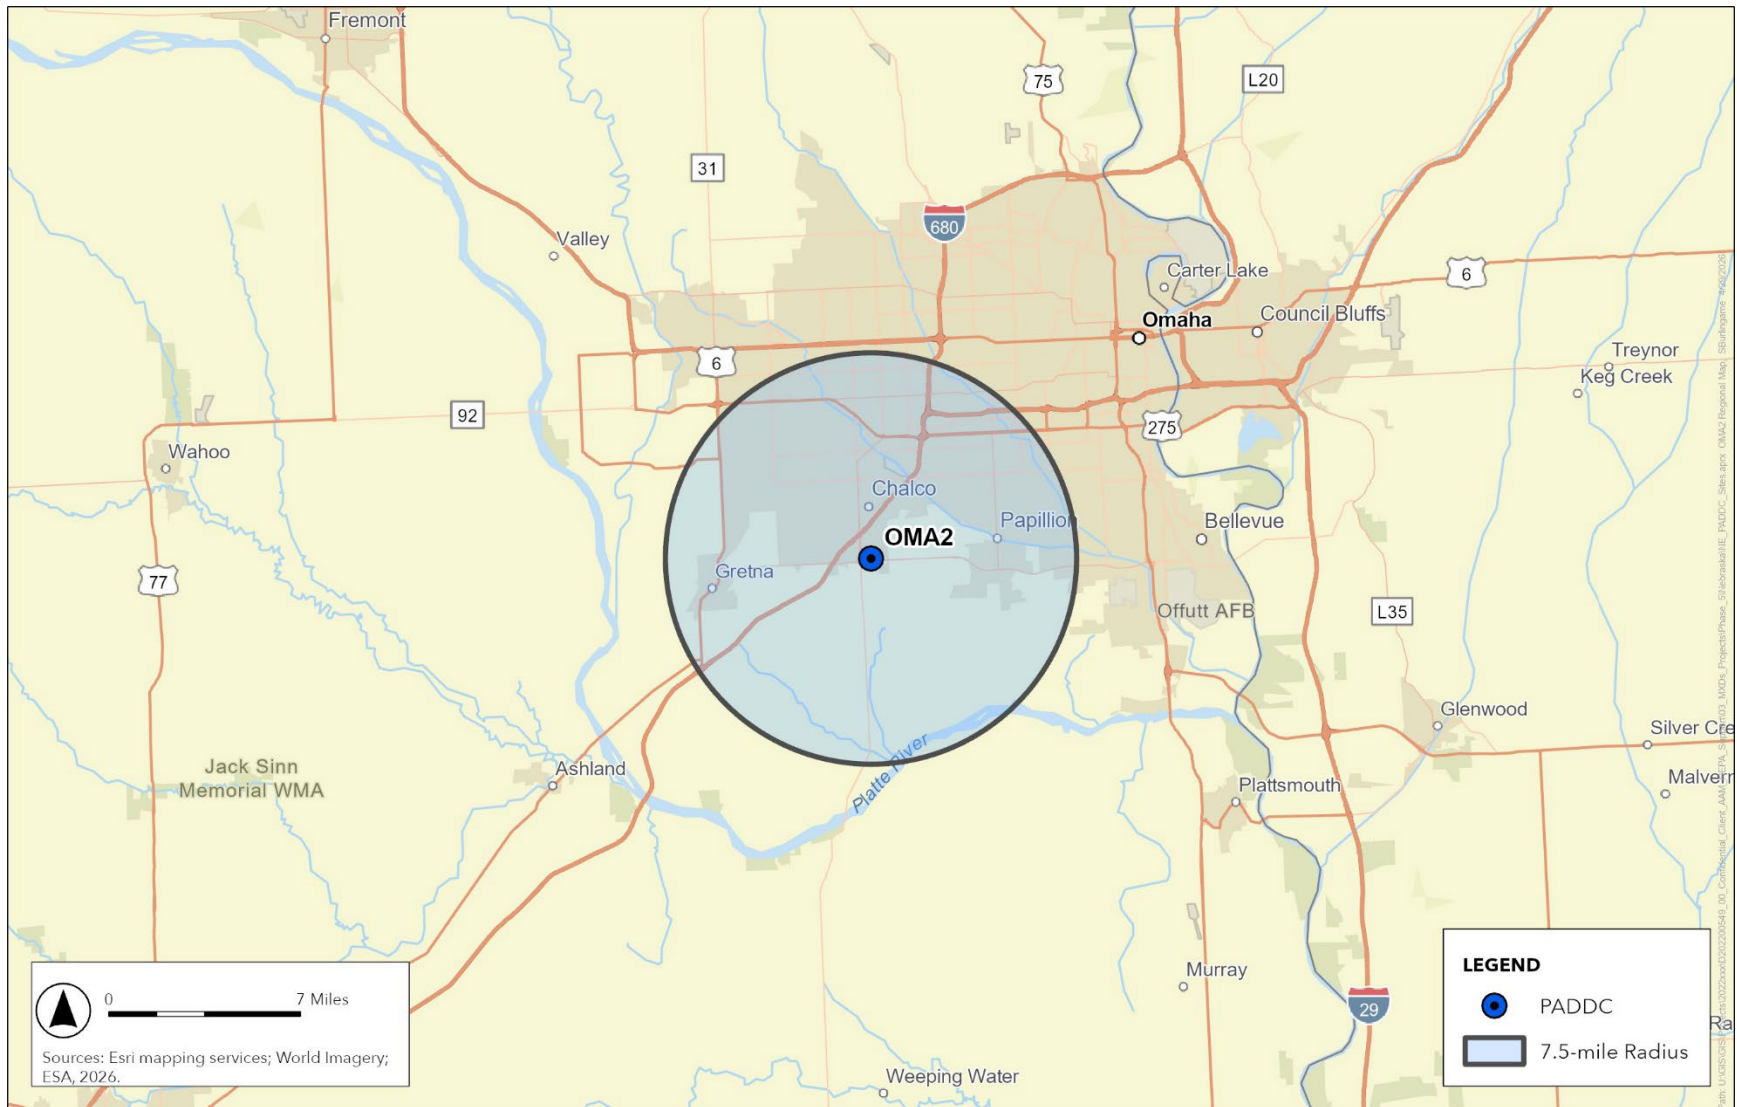 Fremont
75
L20
31
680
Valley
Carter Lake
6
Omaha
Council Bluffs
6
Treynor
Keg Creek
92
275
Wahoo
Chalco
Papillion
Bellevue
OMA2
77
Gretna
Offutt AFB
L35
Glenwood
Silver Cre
Jack Sinn
Memorial WMA
Ashland
Platte River
Plattsmouth
Malvern
Murray
29
Ra
Weeping Water
0 7 Miles
Sources: Esri mapping services; World Imagery;
ESA, 2026.
LEGEND
PADDC
7.5-mile Radius